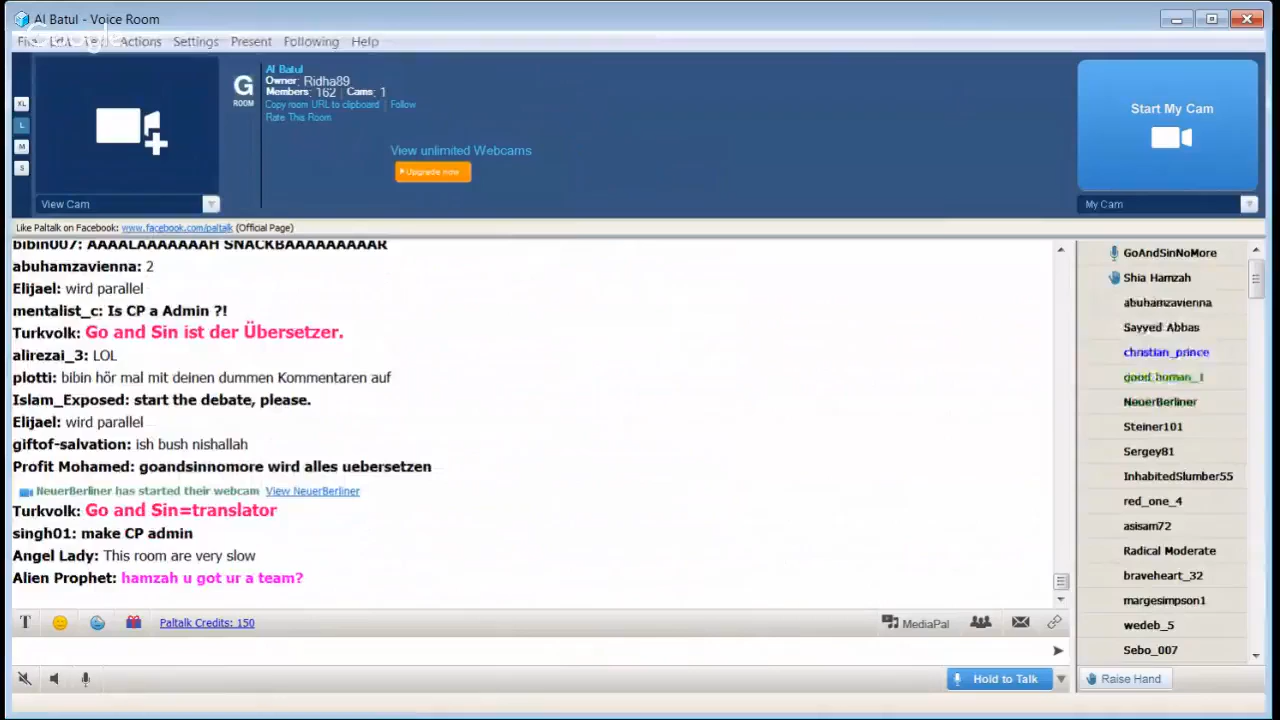 Al Batul - Voice Room
Actions Settings Present Following Help
Google
Al Batul
Owner: Ridha89
Members: 162 | Cams: 1
Copy room URL to clipboard | Follow
Rate This Room
G
ROOM
XL
L
M
S
View unlimited Webcams
Upgrade now
Start My Cam
View Cam
My Cam
Like Paltalk on Facebook: www.facebook.com/paltalk (Official Page)
bibin007: AAAALAAAAAAAH SNACKBAAAAAAAAAR
abuhamzavienna: 2
Elijael: wird parallel
mentalist_c: Is CP a Admin ?!
Turkvolk: Go and Sin ist der Übersetzer.
alirezai_3: LOL
plotti: bibin hör mal mit deinen dummen Kommentaren auf
Islam_Exposed: start the debate, please.
Elijael: wird parallel
giftof-salvation: ish bush nishallah
Profit Mohamed: goandsinnomore wird alles uebersetzen
NeuerBerliner has started their webcam View NeuerBerliner
Turkvolk: Go and Sin=translator
singh01: make CP admin
Angel Lady: This room are very slow
Alien Prophet: hamzah u got ur a team?
GoAndSinNoMore
Shia Hamzah
abuhamzavienna
Sayyed Abbas
christian_prince
good_human_1
NeuerBerliner
Steiner101
Sergey81
InhabitedSlumber55
red_one_4
asisam72
Radical Moderate
braveheart_32
margesimpson1
wedeb_5
Sebo_007
T
Paltalk Credits: 150
MediaPal
Hold to Talk
Raise Hand